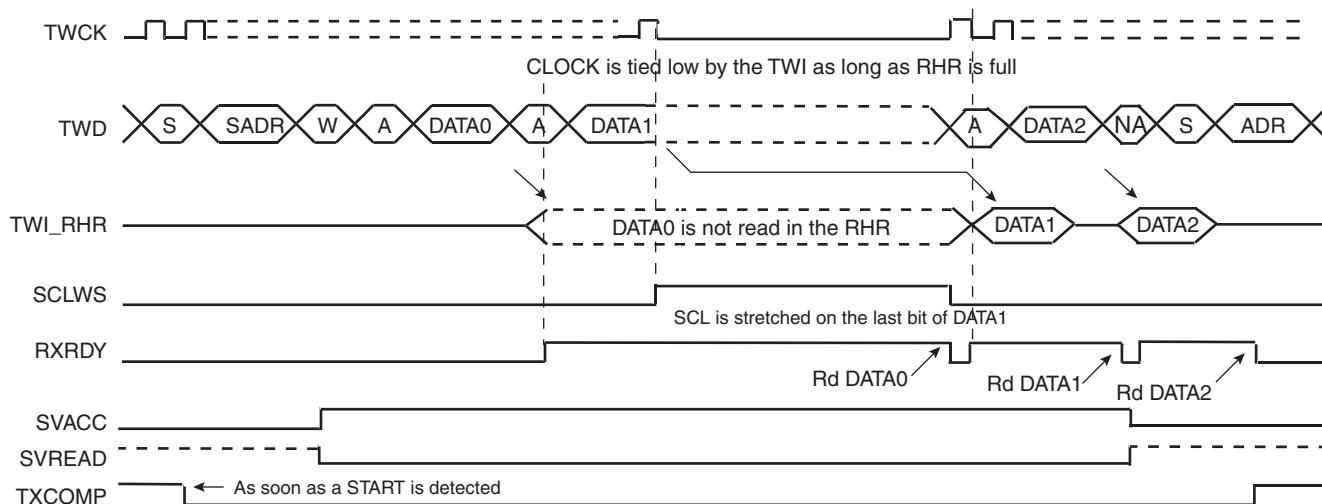 TWCK
CLOCK is tied low by the TWI as long as RHR is full
TWD S SADR W A DATA0 A DATA1 A DATA2 NA S ADR
TWI_RHR DATA0 is not read in the RHR DATA1 DATA2
SCLWS
SCL is stretched on the last bit of DATA1
RXRDY
Rd DATA0 Rd DATA1 Rd DATA2
SVACC
SVREAD
TXCOMP As soon as a START is detected